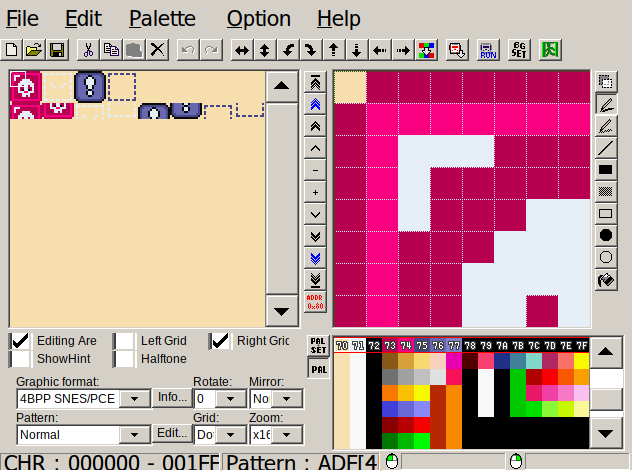 File Edit Palette Option Help
RUN BG SET
ADDR 0x80
Editing Are Left Grid Right Gric
ShowHint Halftone
PAL SET
PAL
70 71 72 73 74 75 76 77 78 79 7A 7B 7C 7D 7E 7F
Graphic format: Rotate: Mirror:
4BPP SNES/PCE Info... 0 No
Pattern: Grid: Zoom:
Normal Edit... Do x16
CHR : 000000 - 001FF Pattern : ADF[4